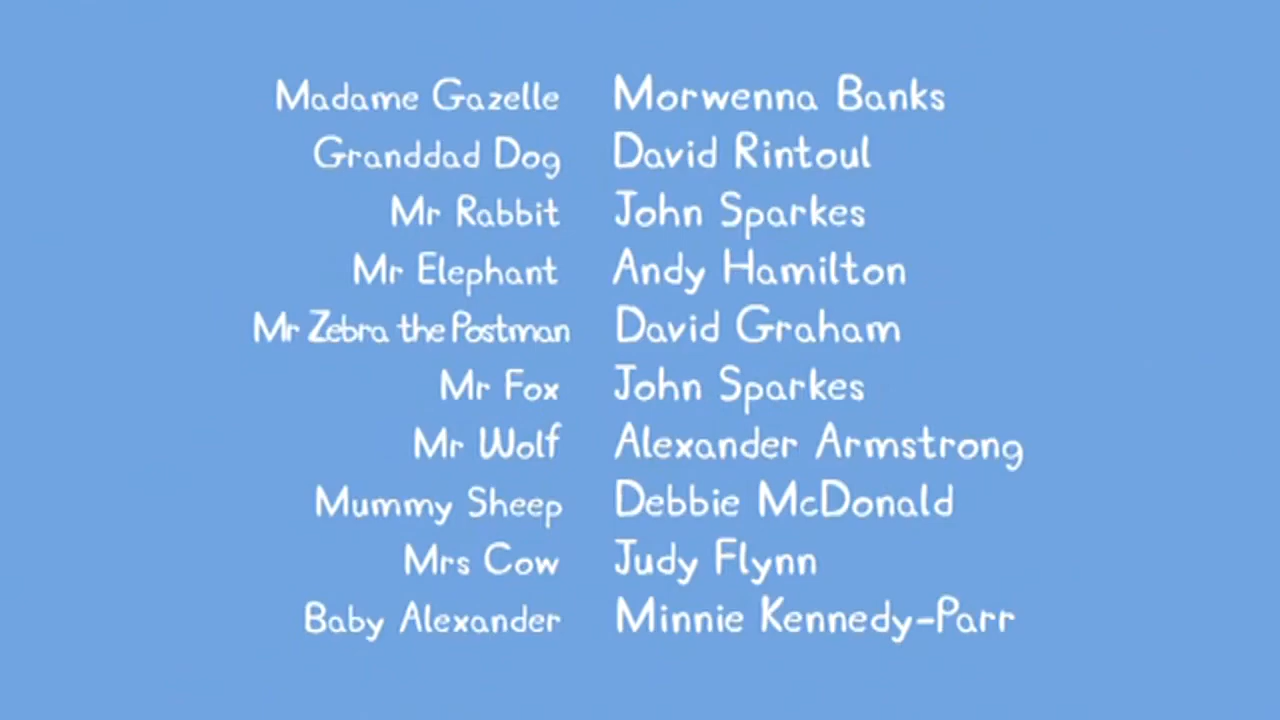 Madame Gazelle Morwenna Banks
Granddad Dog David Rintoul
Mr Rabbit John Sparkes
Mr Elephant Andy Hamilton
Mr Zebra the Postman David Graham
Mr Fox John Sparkes
Mr Wolf Alexander Armstrong
Mummy Sheep Debbie McDonald
Mrs Cow Judy Flynn
Baby Alexander Minnie Kennedy-Parr